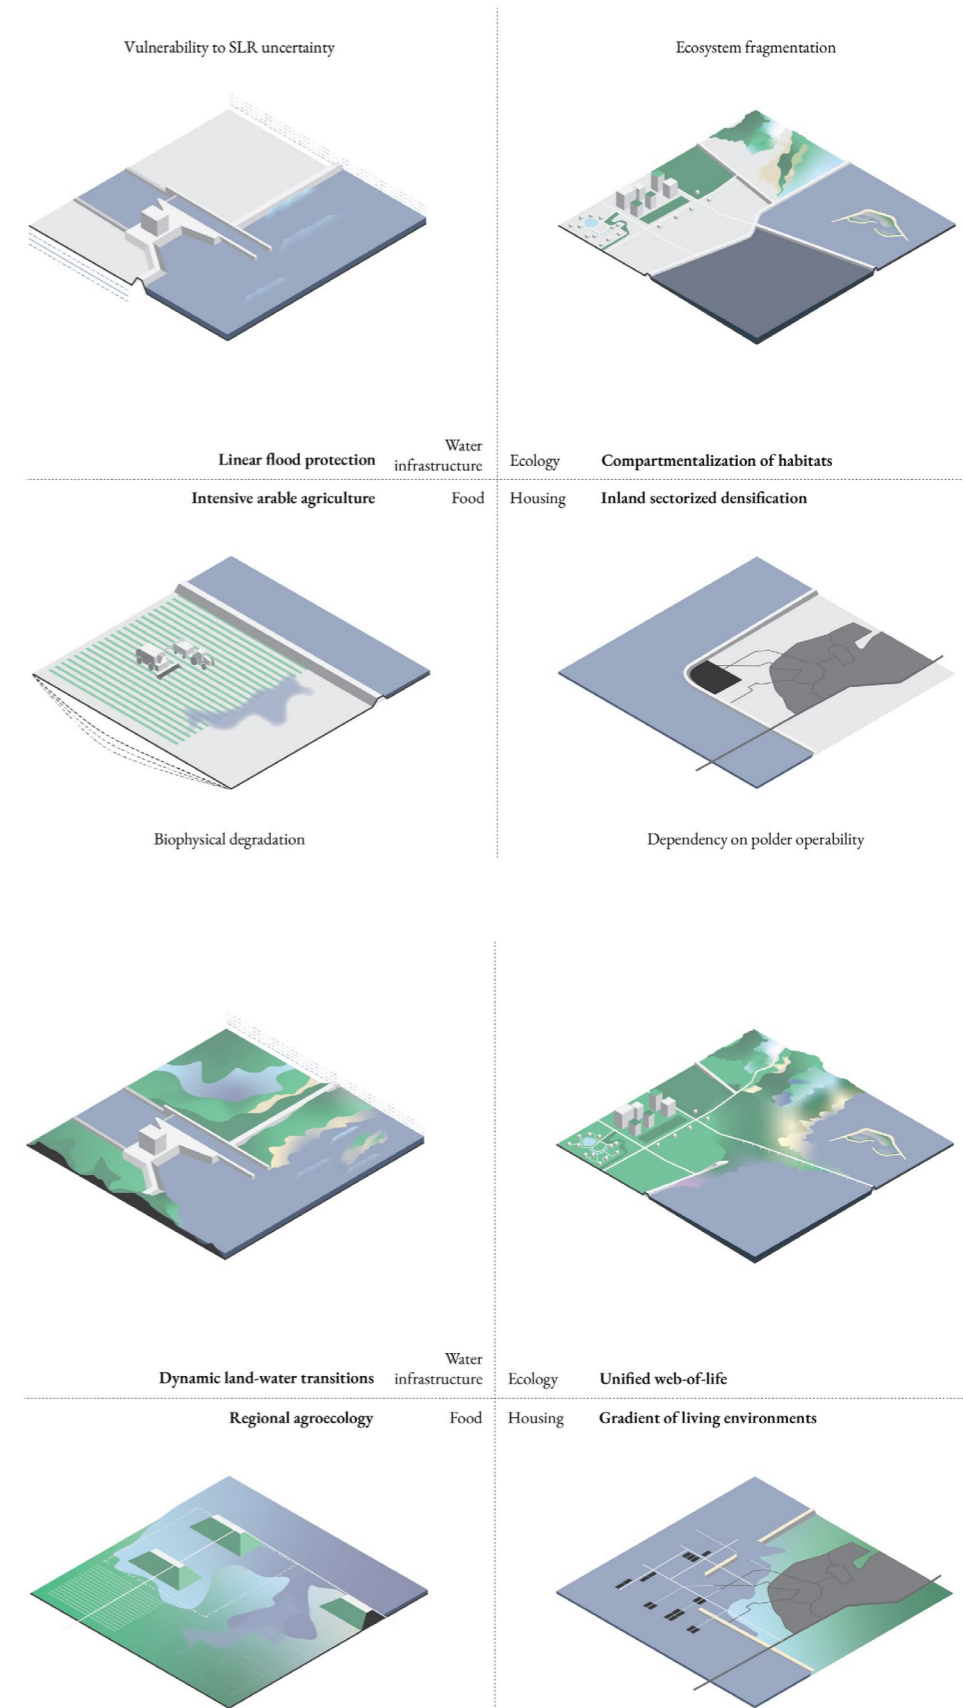 Vulnerability to SLR uncertainty
Ecosystem fragmentation
Water
infrastructure
Linear flood protection
Ecology
Compartmentalization of habitats
Intensive arable agriculture
Food
Housing
Inland sectorized densification
Biophysical degradation
Dependency on polder operability
Water
infrastructure
Dynamic land-water transitions
Ecology
Unified web-of-life
Regional agroecology
Food
Housing
Gradient of living environments